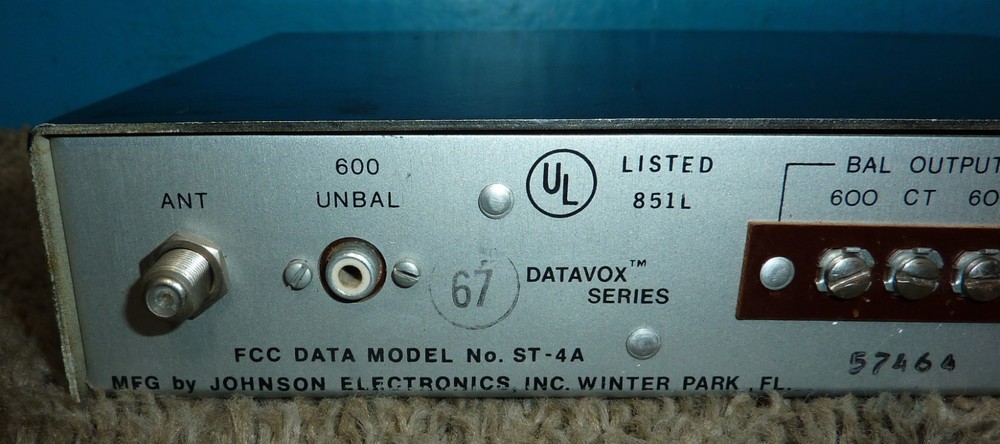 ANT
600
UNBAL
UL
LISTED
851L
BAL OUTPUT
600 CT 60
67
DATAVOX™
SERIES
FCC DATA MODEL No. ST-4A
57464
MFG by JOHNSON ELECTRONICS, INC. WINTER PARK, FL.